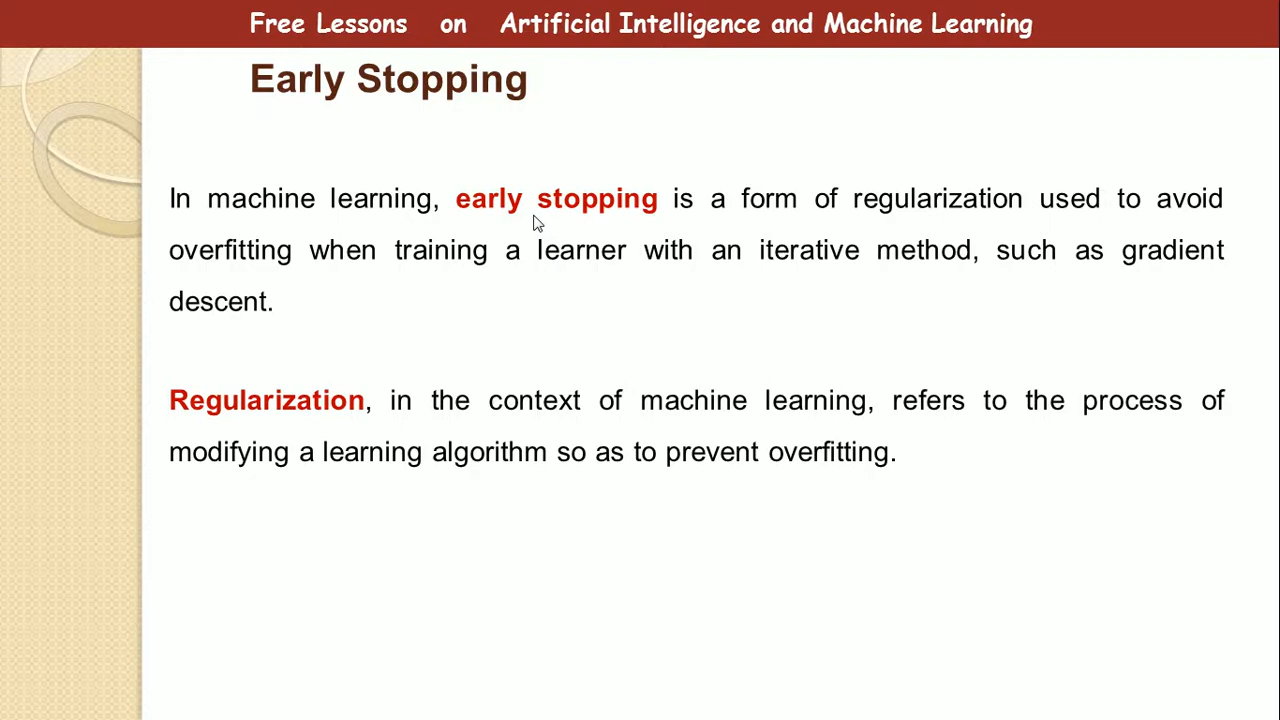 Free Lessons on Artificial Intelligence and Machine Learning
Early Stopping
In machine learning, early stopping is a form of regularization used to avoid
overfitting when training a learner with an iterative method, such as gradient
descent.
Regularization, in the context of machine learning, refers to the process of
modifying a learning algorithm so as to prevent overfitting.